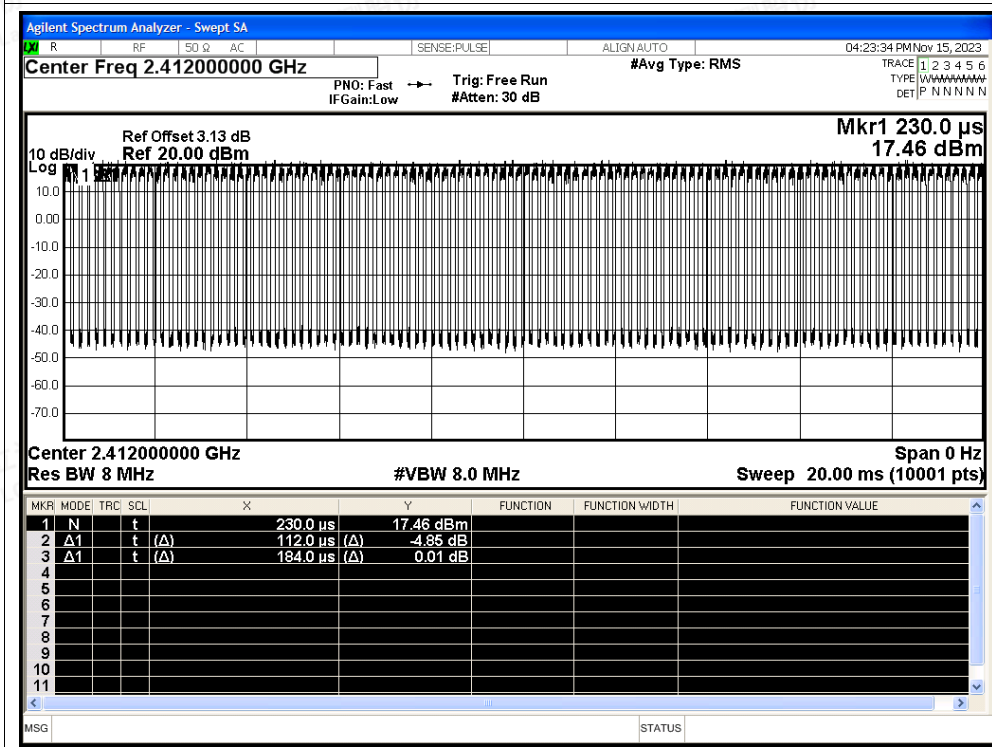 Agilent Spectrum Analyzer - Swept SA
LXI R RF 50 Ω AC SENSE:PULSE ALIGN AUTO 04:23:34 PM Nov 15, 2023
Center Freq 2.412000000 GHz
PNO: Fast
IFGain:Low
Trig: Free Run
#Atten: 30 dB
#Avg Type: RMS
TRACE 1 2 3 4 5 6
TYPE
DET P N N N N N
Mkr1 230.0 µs
17.46 dBm
Ref Offset 3.13 dB
Ref 20.00 dBm
10 dB/div
Log
1
10.0
0.00
-10.0
-20.0
-30.0
-40.0
-50.0
-60.0
-70.0
Center 2.412000000 GHz Span 0 Hz
Res BW 8 MHz #VBW 8.0 MHz Sweep 20.00 ms (10001 pts)
MKR MODE TRC SCL X Y FUNCTION FUNCTION WIDTH FUNCTION VALUE
1 N t 230.0 µs 17.46 dBm
2 Δ1 t (Δ) 112.0 µs (Δ) -4.85 dB
3 Δ1 t (Δ) 184.0 µs (Δ) 0.01 dB
4
5
6
7
8
9
10
11
MSG STATUS